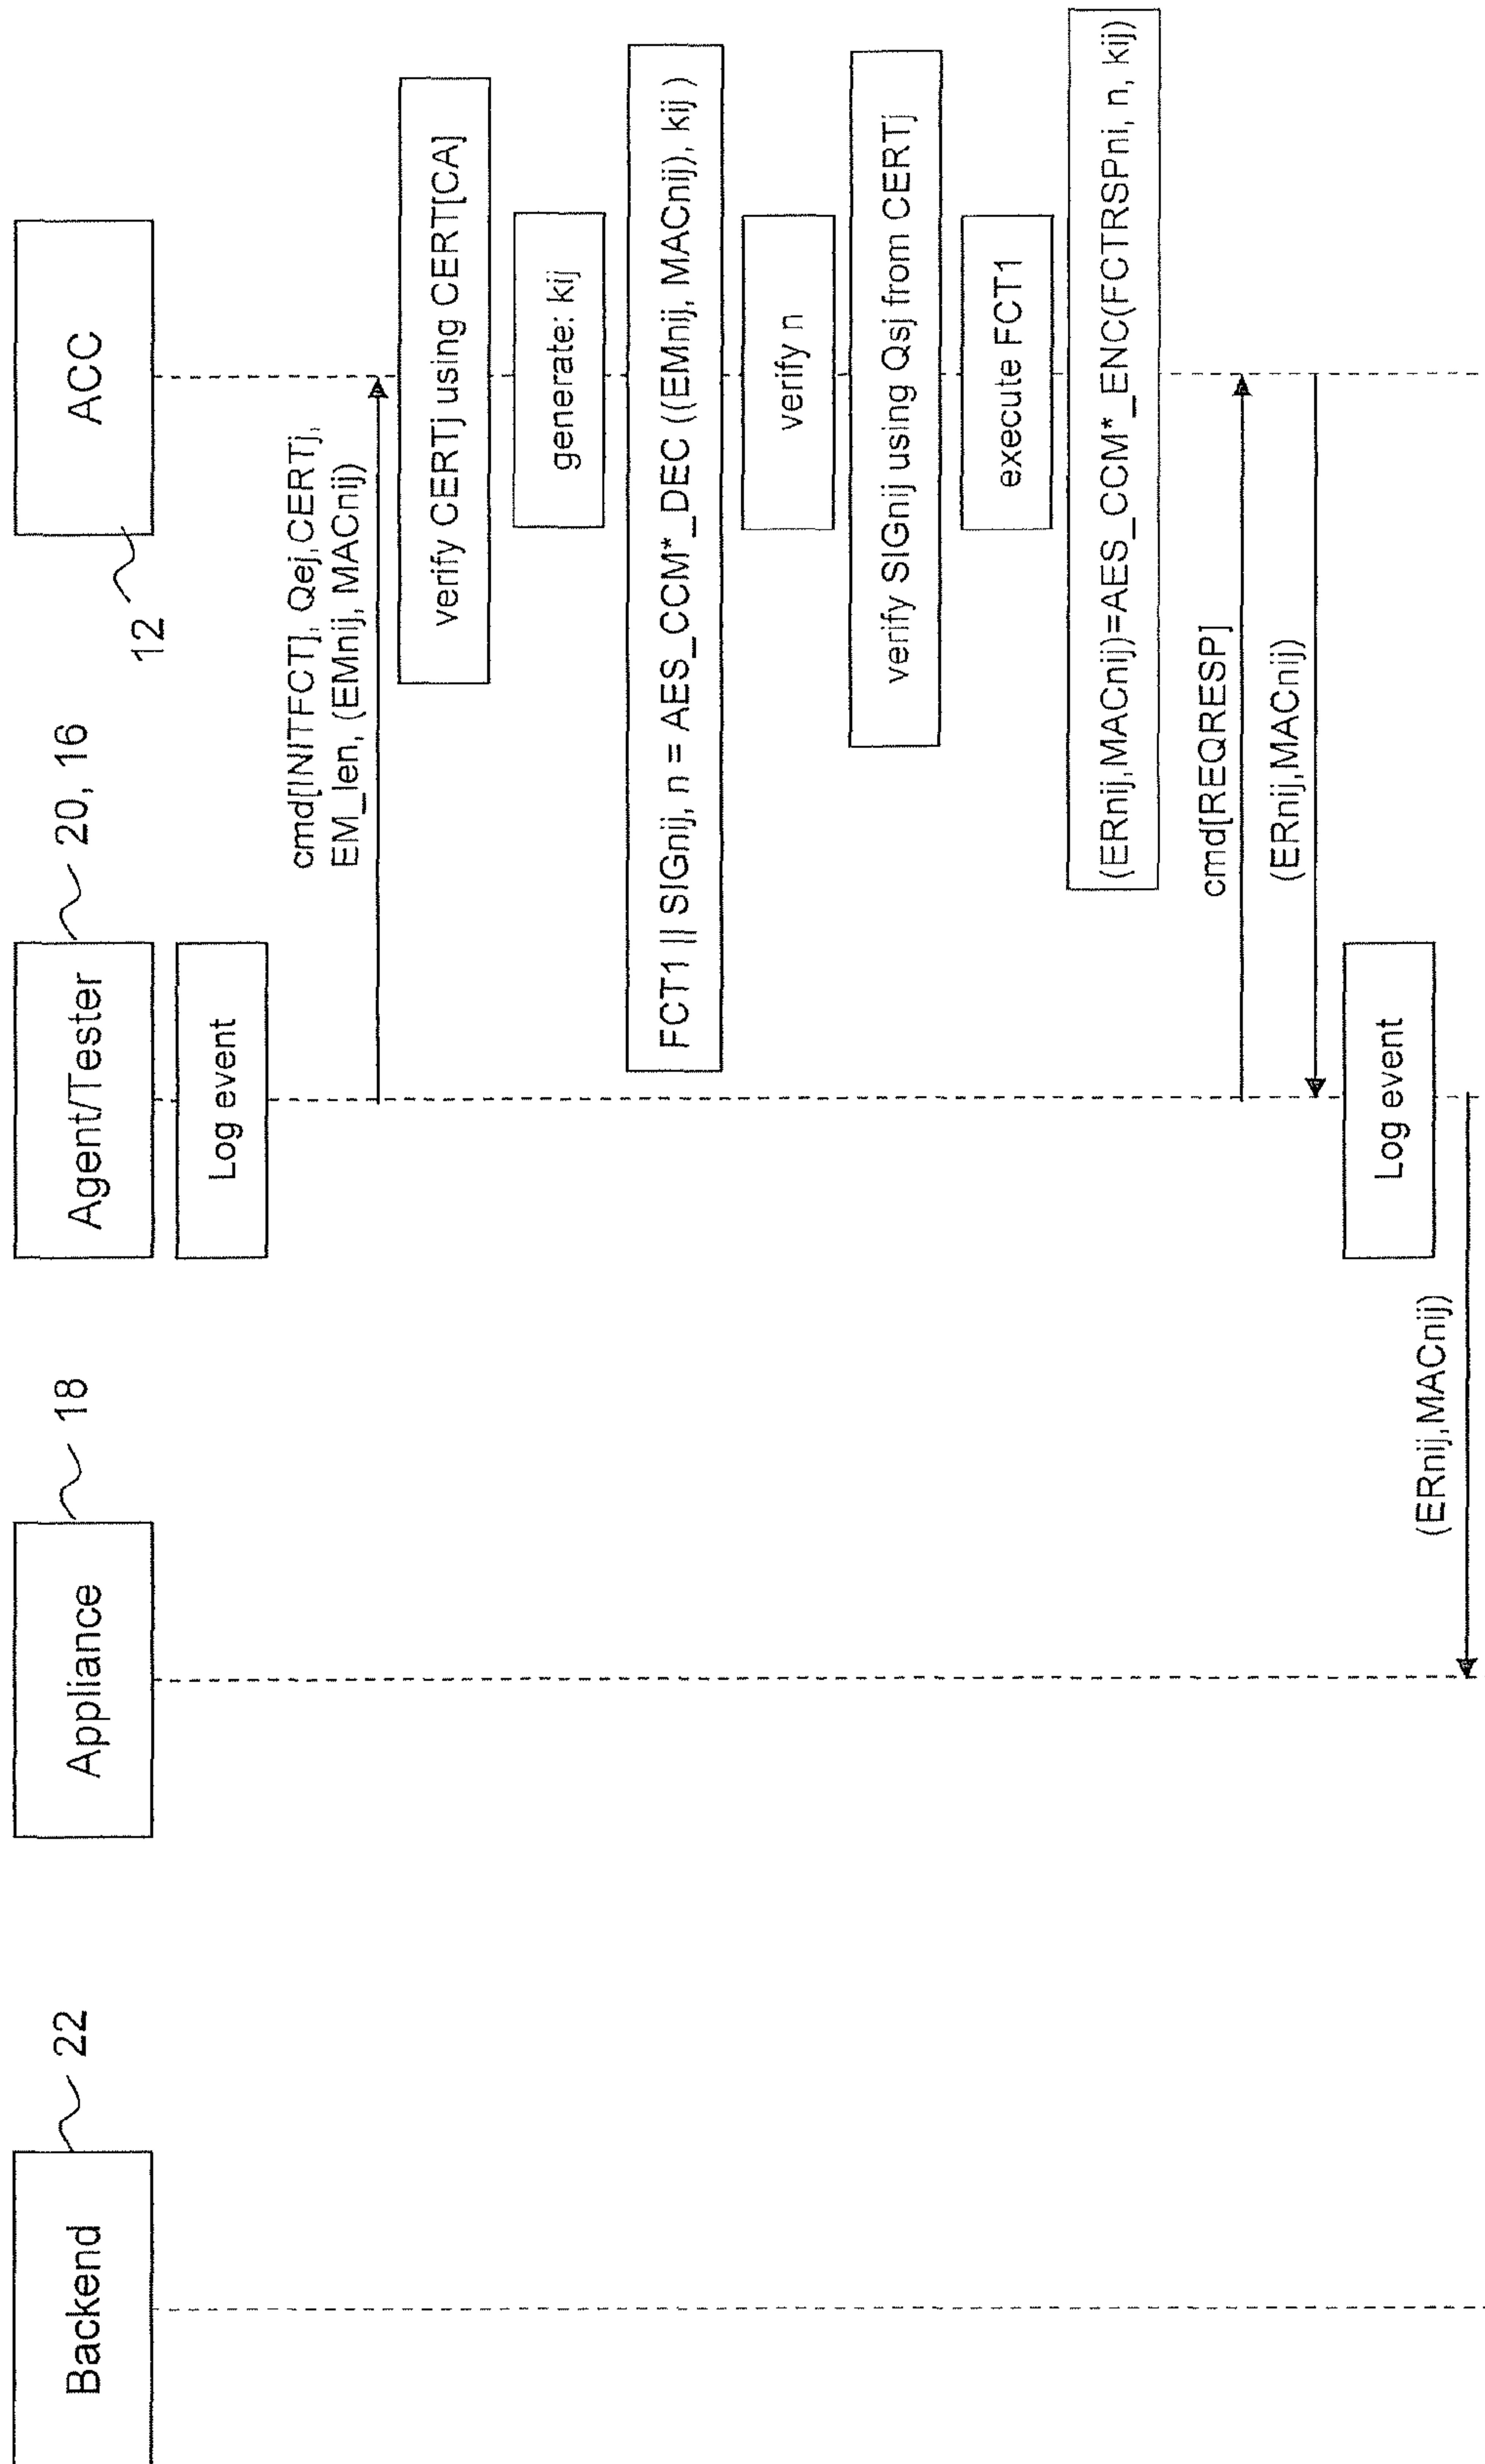 Backend
22
Appliance
18
Agent/Tester
20, 16
ACC
12
Log event
cmd[INITFCT], Qej,CERTj,
EM_len, (EMnij, MACnij)
verify CERTj using CERT[CA]
generate: kij
FCT1 || SIGnij, n = AES_CCM*_DEC ((EMnij, MACnij), kij )
verify n
verify SIGnij using Qsj from CERTj
execute FCT1
(ERnij,MACnij)=AES_CCM*_ENC(FCTRSPni, n, kij)
cmd[REQRESP]
(ERnij,MACnij)
Log event
(ERnij,MACnij)